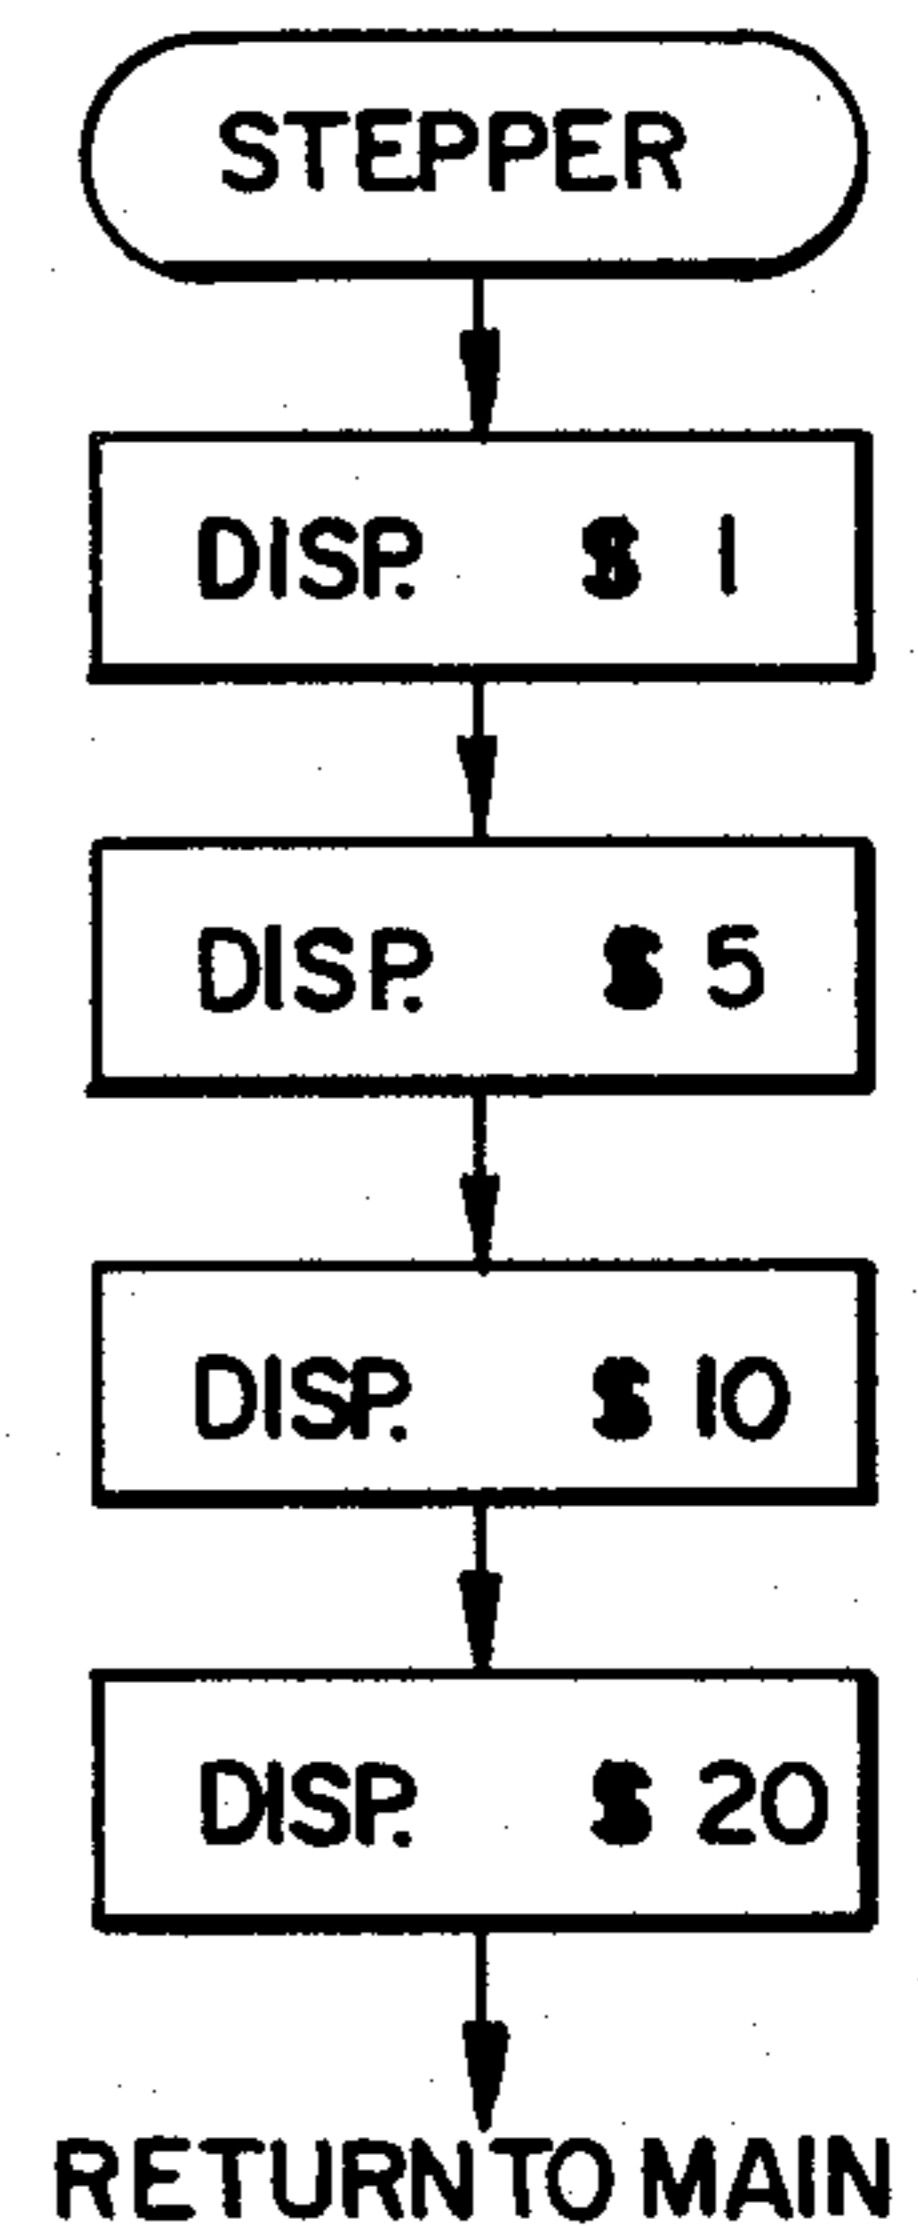 STEPPER
DISP. $ 1
DISP. $ 5
DISP. $ 10
DISP. $ 20
RETURN TO MAIN